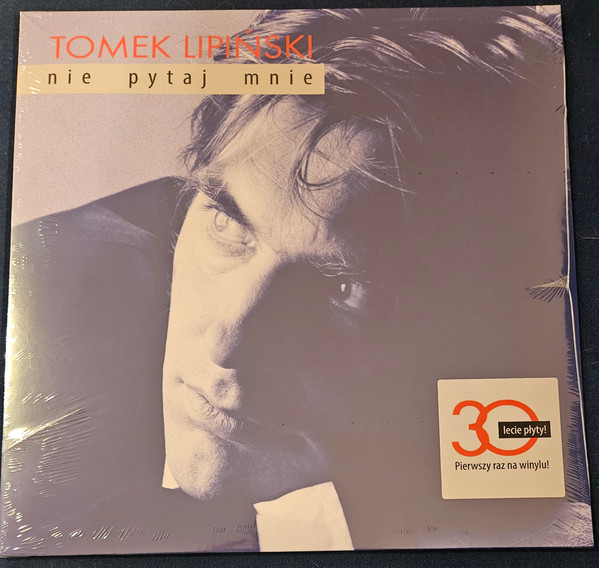 TOMEK LIPIŃSKI
nie pytaj mnie
30
lecie płyty!
Pierwszy raz na winylu!